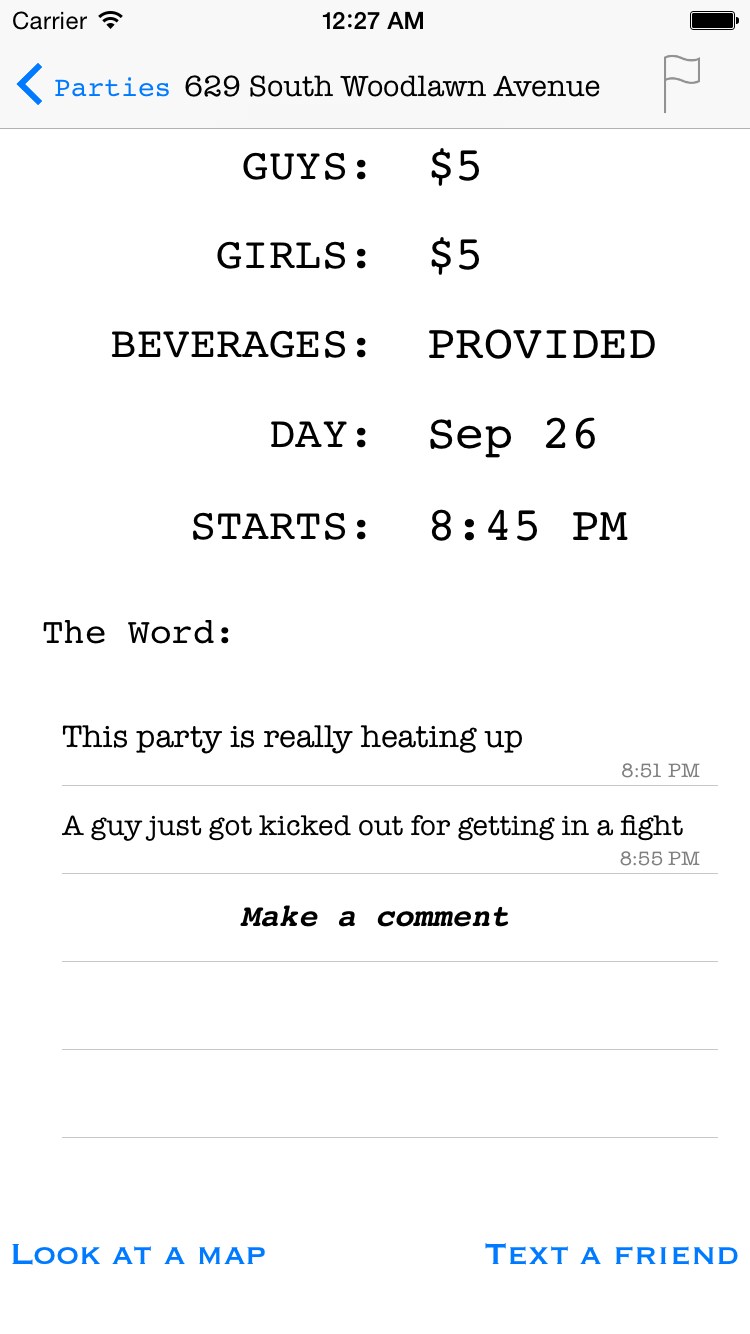 Carrier 12:27 AM
Parties 629 South Woodlawn Avenue
GUYS: $5
GIRLS: $5
BEVERAGES: PROVIDED
DAY: Sep 26
STARTS: 8:45 PM
The Word:
This party is really heating up
8:51 PM
A guy just got kicked out for getting in a fight
8:55 PM
Make a comment
LOOK AT A MAP TEXT A FRIEND